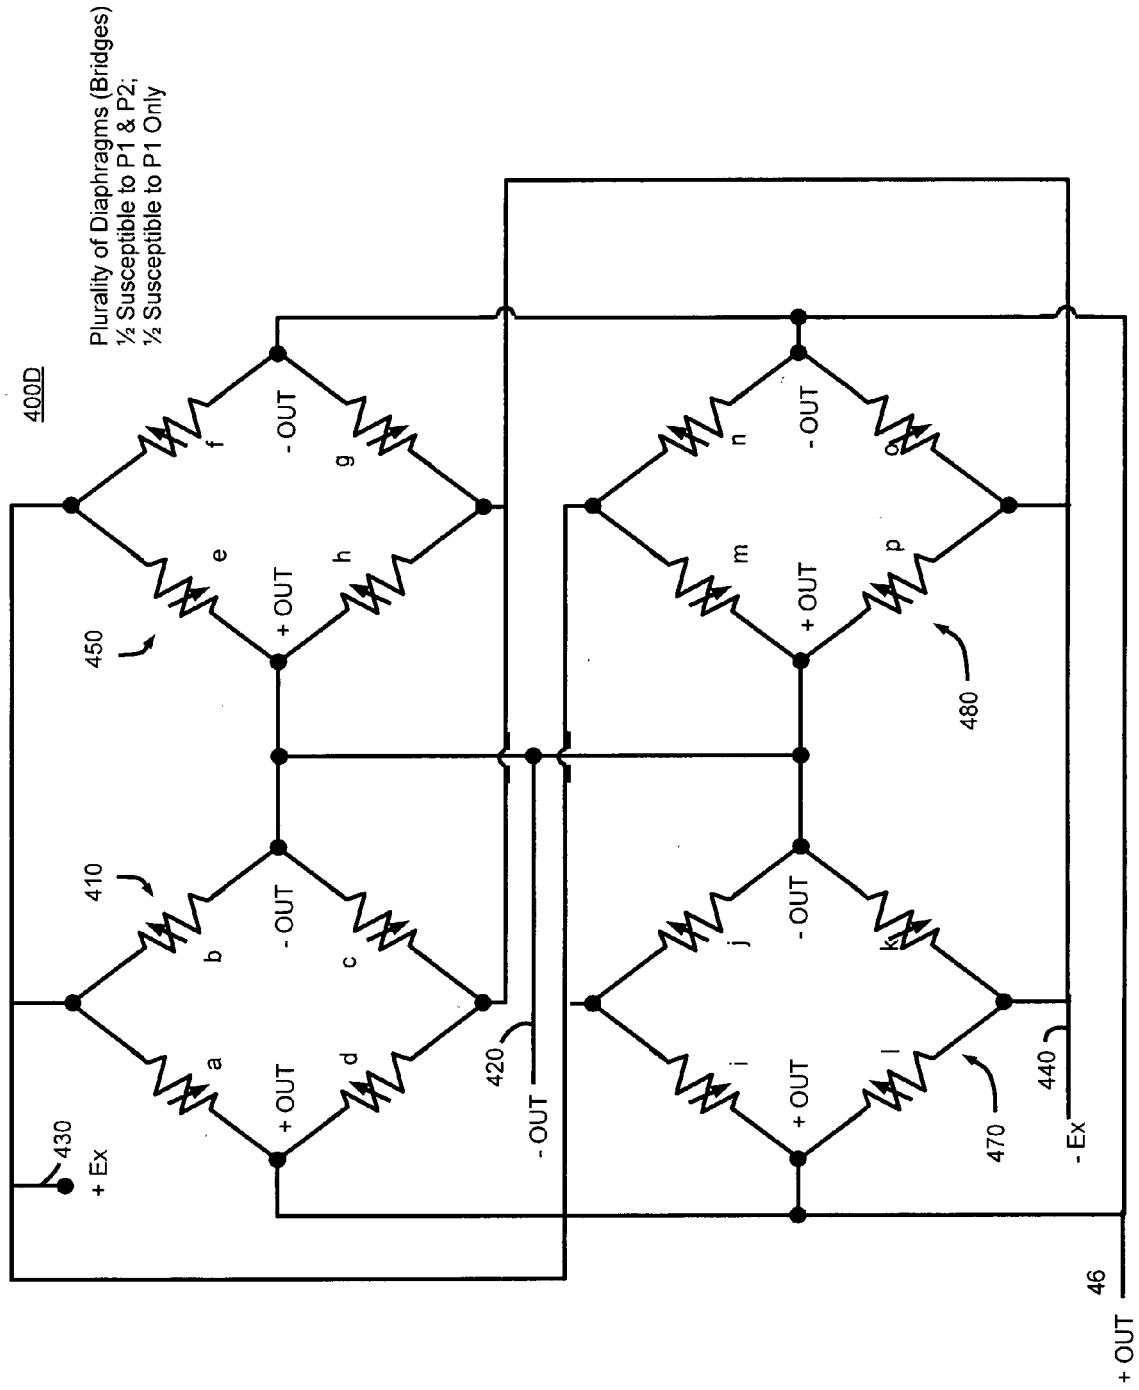 400D
Plurality of Diaphragms (Bridges)
½ Susceptible to P1 & P2;
½ Susceptible to P1 Only
430
+ Ex
410
450
a
b
e
f
+ OUT
- OUT
+ OUT
- OUT
d
c
h
g
420
- OUT
i
j
m
n
+ OUT
- OUT
+ OUT
- OUT
l
k
p
o
470
480
440
- Ex
46
+ OUT